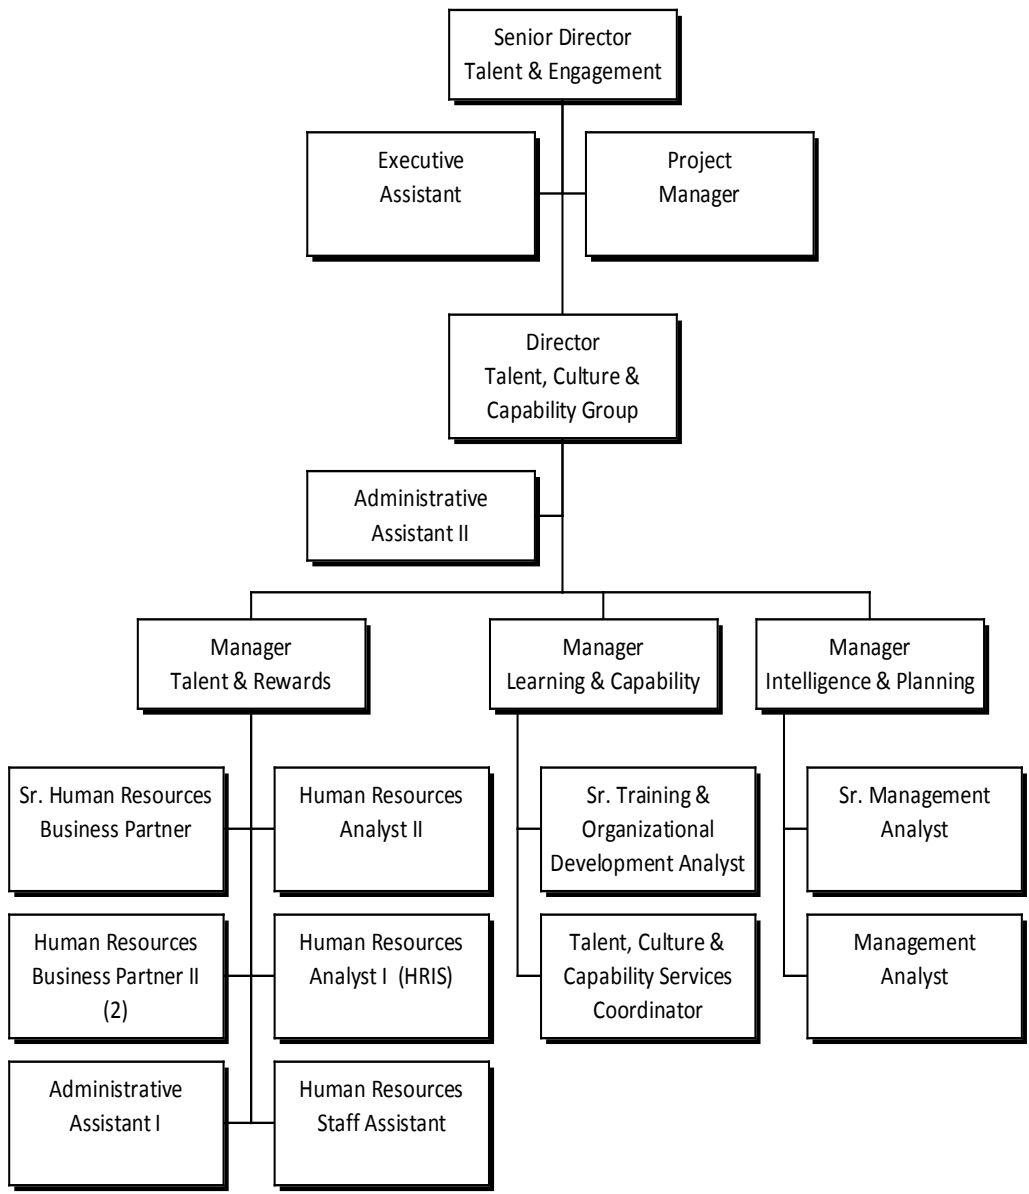 Senior Director
Talent & Engagement
Executive
Assistant
Project
Manager
Director
Talent, Culture &
Capability Group
Administrative
Assistant II
Manager
Talent & Rewards
Manager
Learning & Capability
Manager
Intelligence & Planning
Sr. Human Resources
Business Partner
Human Resources
Analyst II
Sr. Training &
Organizational
Development Analyst
Sr. Management
Analyst
Human Resources
Business Partner II
(2)
Human Resources
Analyst I (HRIS)
Talent, Culture &
Capability Services
Coordinator
Management
Analyst
Administrative
Assistant I
Human Resources
Staff Assistant